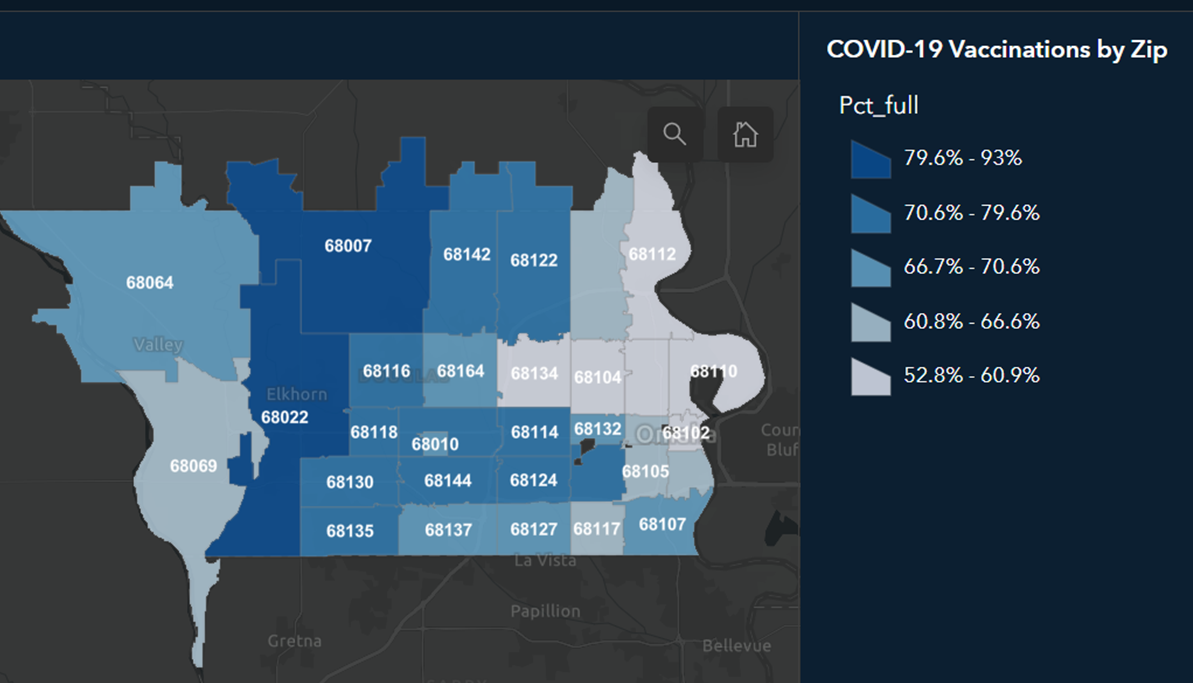 COVID-19 Vaccinations by Zip
Pct_full
79.6% - 93%
70.6% - 79.6%
66.7% - 70.6%
60.8% - 66.6%
52.8% - 60.9%
68007
68142
68122
68112
68064
Valley
68116
68164
68134
68104
68110
Elkhorn
68022
68118
68010
68114
68132
68102
68069
68130
68144
68124
68105
68135
68137
68127
68117
68107
La Vista
Papillion
Gretna
Bellevue